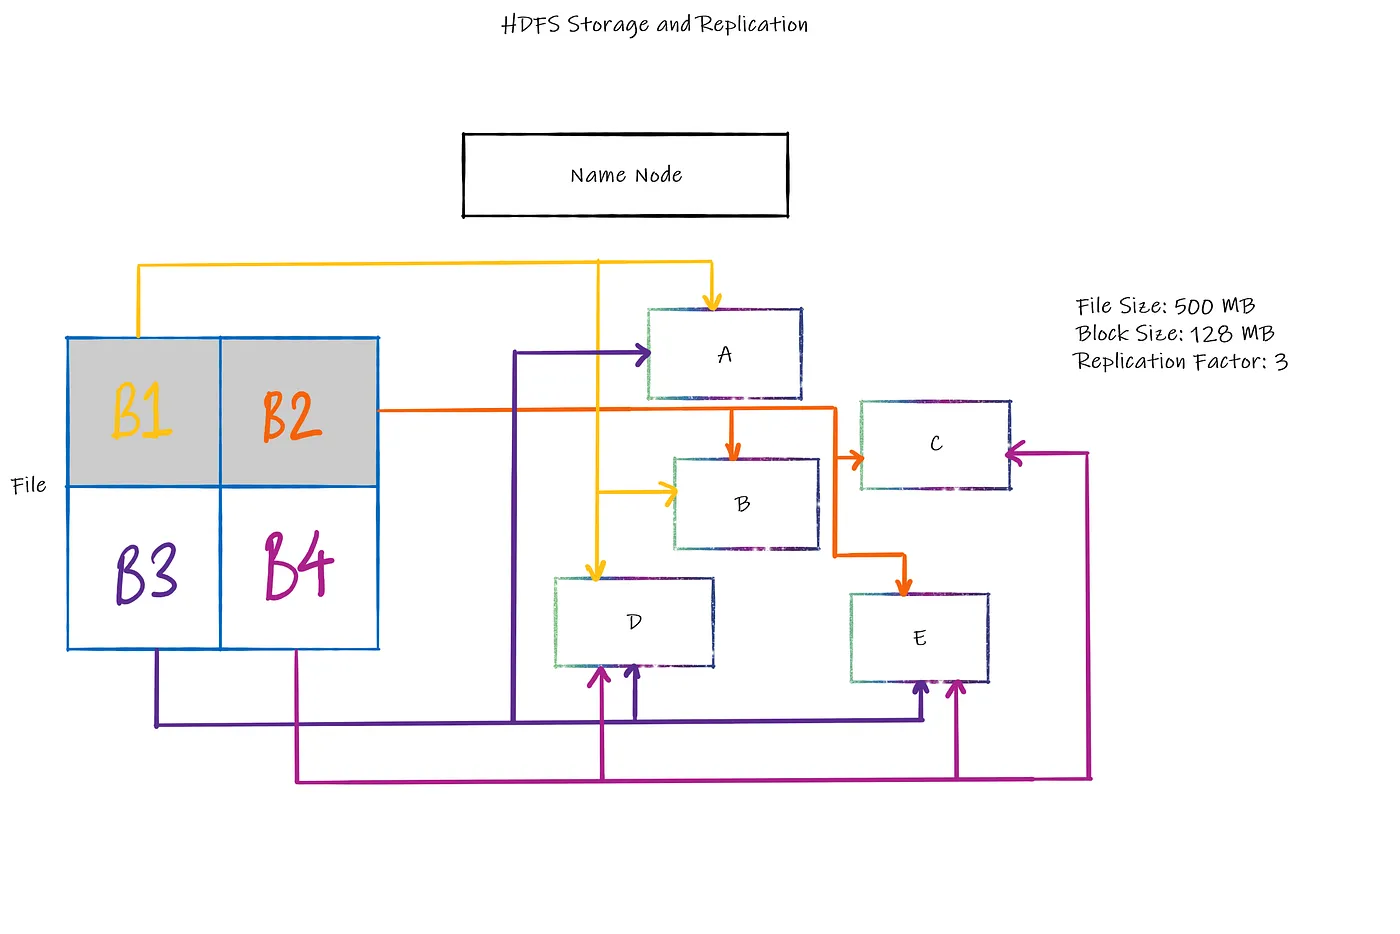 HDFS Storage and Replication
Name Node
File Size: 500 MB
Block Size: 128 MB
Replication Factor: 3
A
B1
B2
C
File
B
B3
B4
D
E